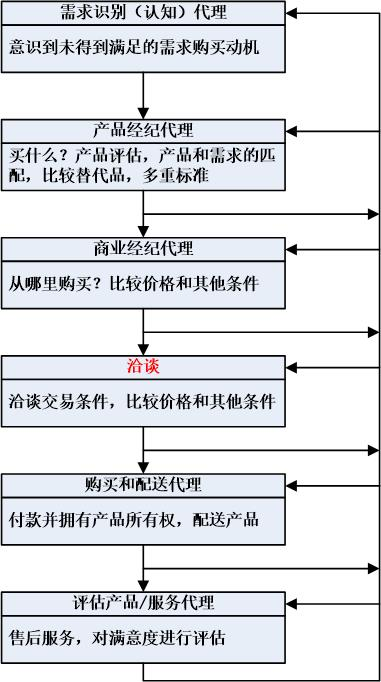 需求识别（认知）代理
意识到未得到满足的需求购买动机
产品经纪代理
买什么？产品评估，产品和需求的匹
配，比较替代品，多重标准
商业经纪代理
从哪里购买？比较价格和其他条件
洽谈
洽谈交易条件，比较价格和其他条件
购买和配送代理
付款并拥有产品所有权，配送产品
评估产品/服务代理
售后服务，对满意度进行评估